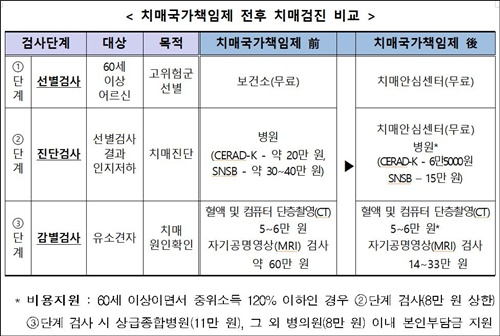 < 치매국가책임제 전후 치매검진 비교 >
검사단계 대상 목적 치매국가책임제 前 치매국가책임제 後
① 단계 선별검사 60세 이상 어르신 고위험군 선별 보건소(무료) 치매안심센터(무료)
② 단계 진단검사 선별검사 결과 인지저하 치매진단 병원 (CERAD-K - 약 20만 원, SNSB - 약 30~40만 원) ▶ 치매안심센터(무료) 병원* (CERAD-K - 6만5000원 SNSB – 15만 원)
③ 단계 감별검사 유소견자 치매 원인확인 혈액 및 컴퓨터 단층촬영(CT) 5~6만 원 자기공명영상(MRI) 검사 약 60만 원 혈액 및 컴퓨터 단층촬영(CT) 5~6만 원* 자기공명영상(MRI) 검사 14~33만 원
* 비용지원 : 60세 이상이면서 중위소득 120% 이하인 경우 ②단계 검사(8만 원 상한)
③단계 검사 시 상급종합병원(11만 원), 그 외 병의원(8만 원) 이내 본인부담금 지원